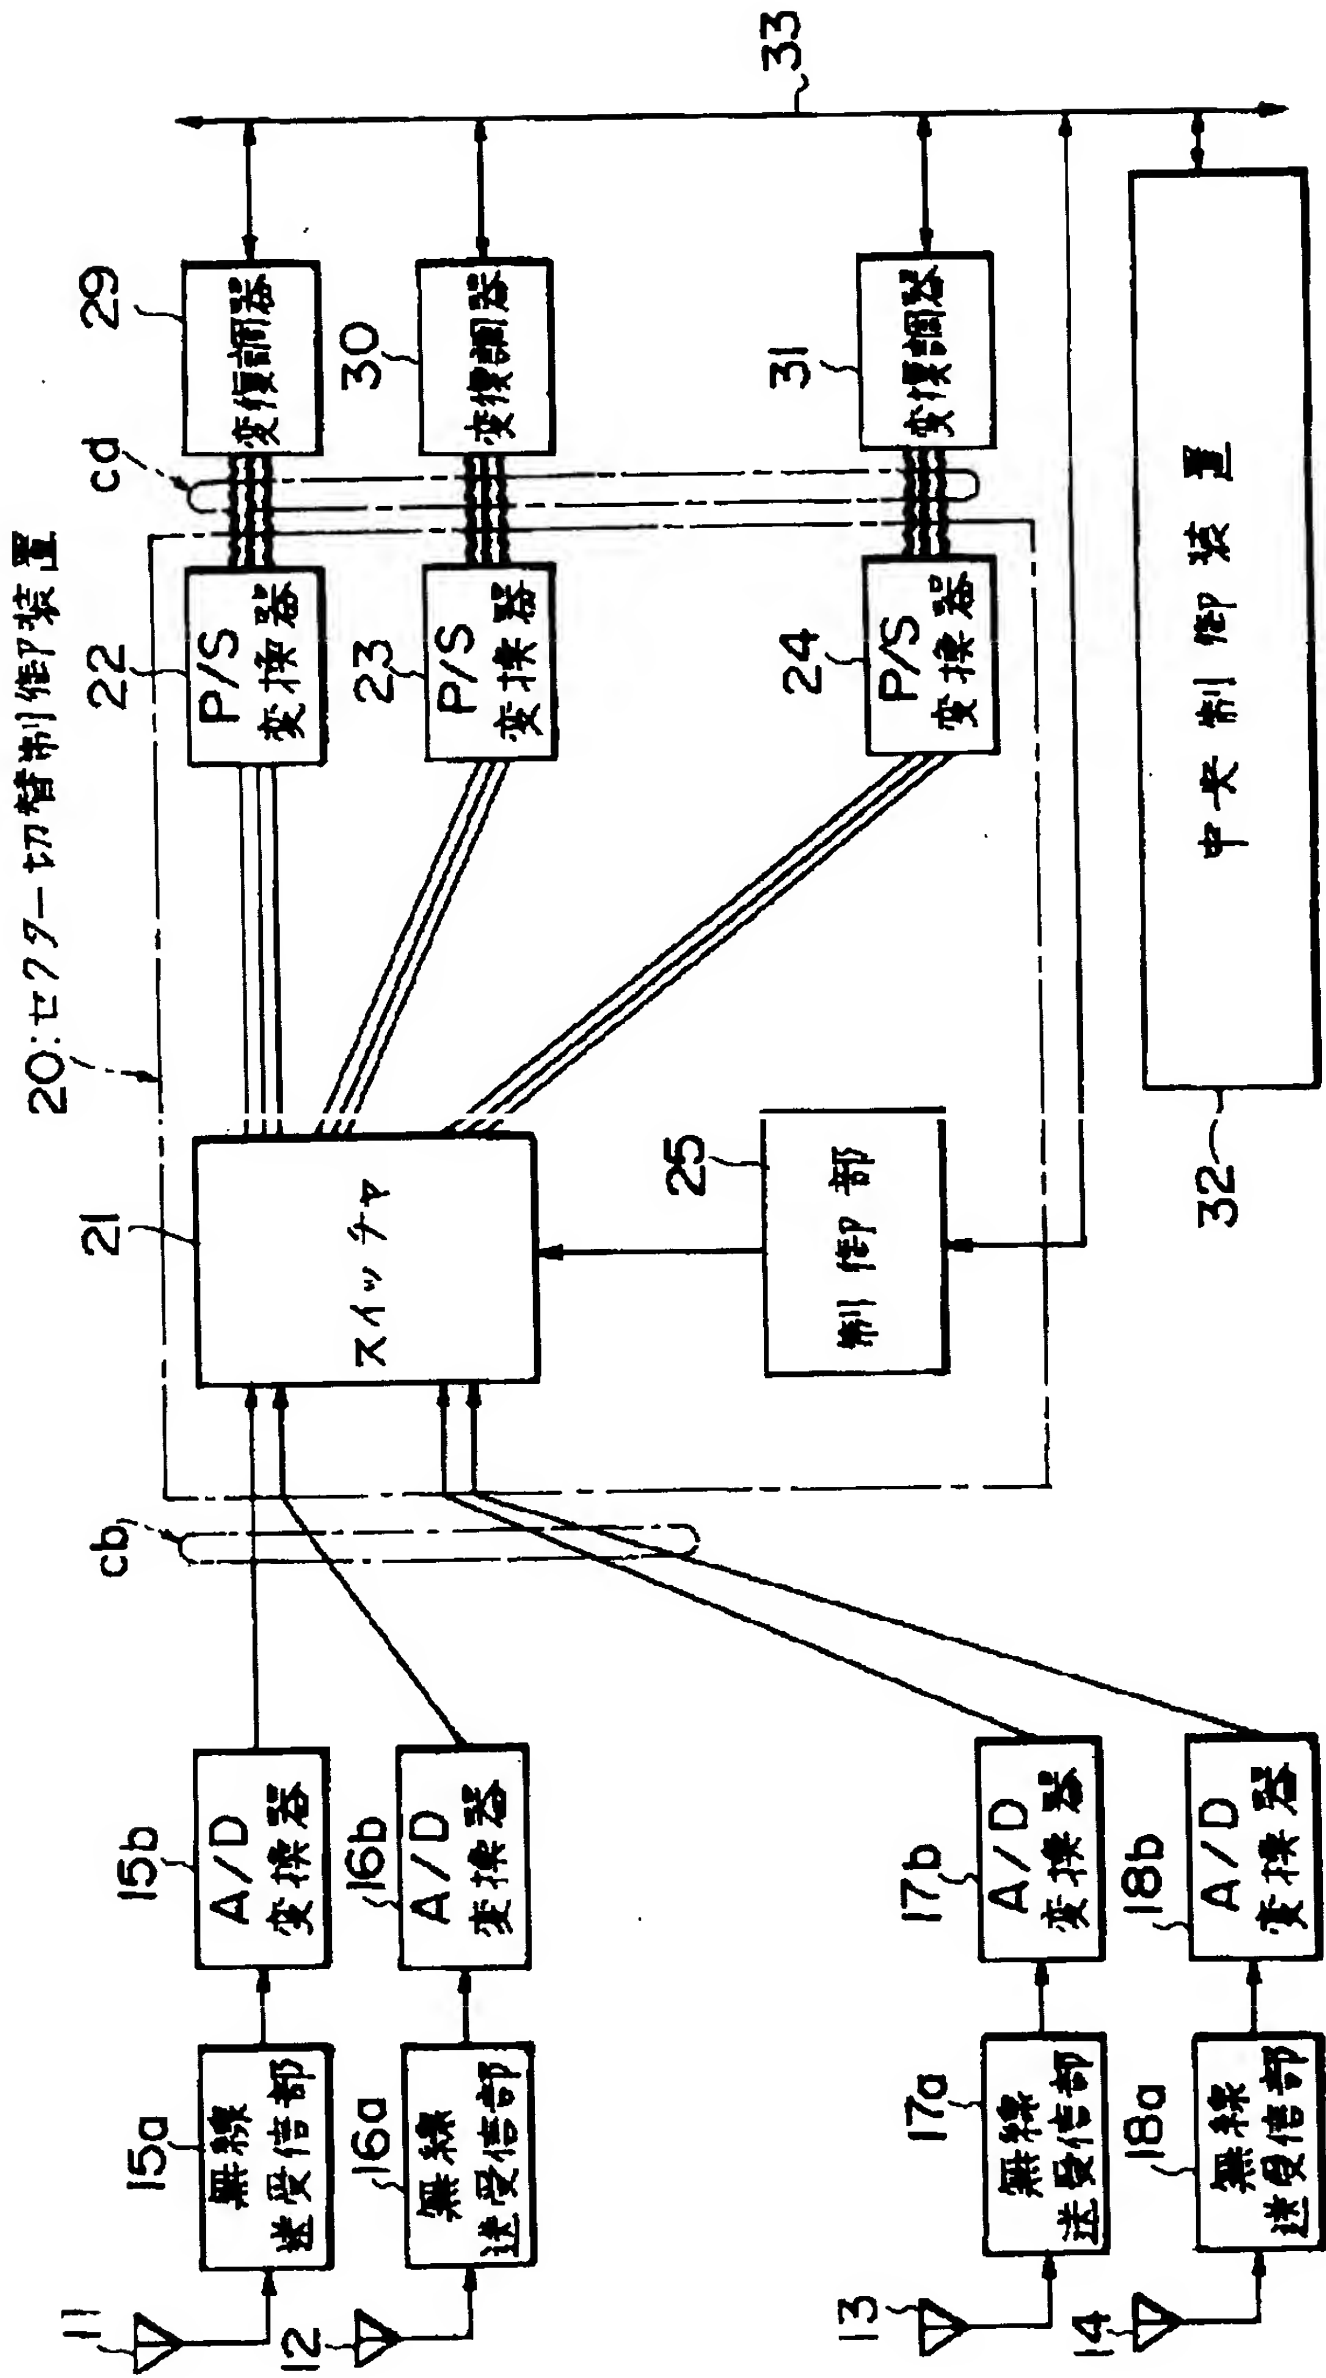 20:セクター切替制御装置
11
15a
無線
送受信部
15b
A/D
変換器
12
16a
無線
送受信部
16b
A/D
変換器
13
17a
無線
送受信部
17b
A/D
変換器
14
18a
無線
送受信部
18b
A/D
変換器
cb
21
スイッチャ
25
制御部
22
P/S
変換器
23
P/S
変換器
24
P/S
変換器
cd
29
変復調器
30
変復調器
31
変復調器
33
32
中央制御装置